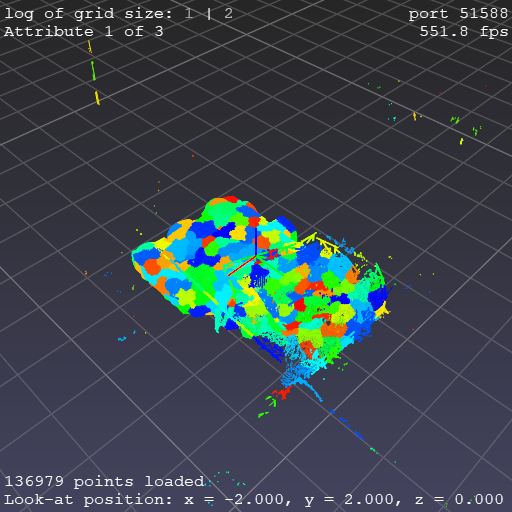 log of grid size: 1 | 2
port 51588
Attribute 1 of 3
551.8 fps
136979 points loaded
Look-at position: x = -2.000, y = 2.000, z = 0.000